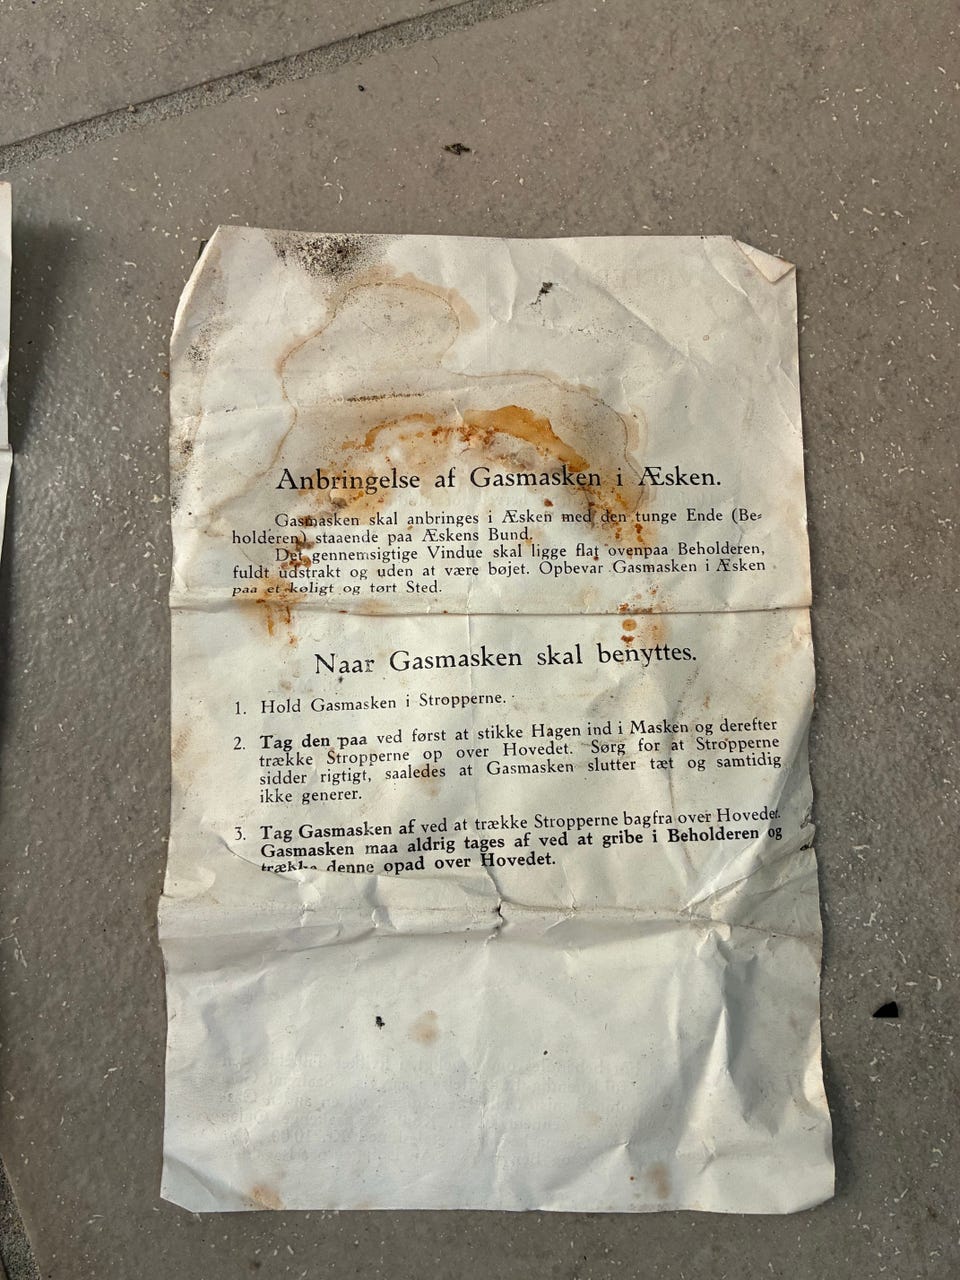 Anbringelse af Gasmasken i Æsken.
Gasmasken skal anbringes i Æsken med den tunge Ende (Be-
holderen) staaende paa Æskens Bund.
Det gennemsigtige Vindue skal ligge flat ovenpaa Beholderen,
fuldt udstrakt og uden at være bøjet. Opbevar Gasmasken i Æsken
paa et køligt og tørt Sted.
Naar Gasmasken skal benyttes.
1. Hold Gasmasken i Stropperne.
2. Tag den paa ved først at stikke Hagen ind i Masken og derefter
trække Stropperne op over Hovedet. Sørg for at Stropperne
sidder rigtigt, saaledes at Gasmasken slutter tæt og samtidig
ikke generer.
3. Tag Gasmasken af ved at trække Stropperne bagfra over Hovedet.
Gasmasken maa aldrig tages af ved at gribe i Beholderen og
trække denne opad over Hovedet.